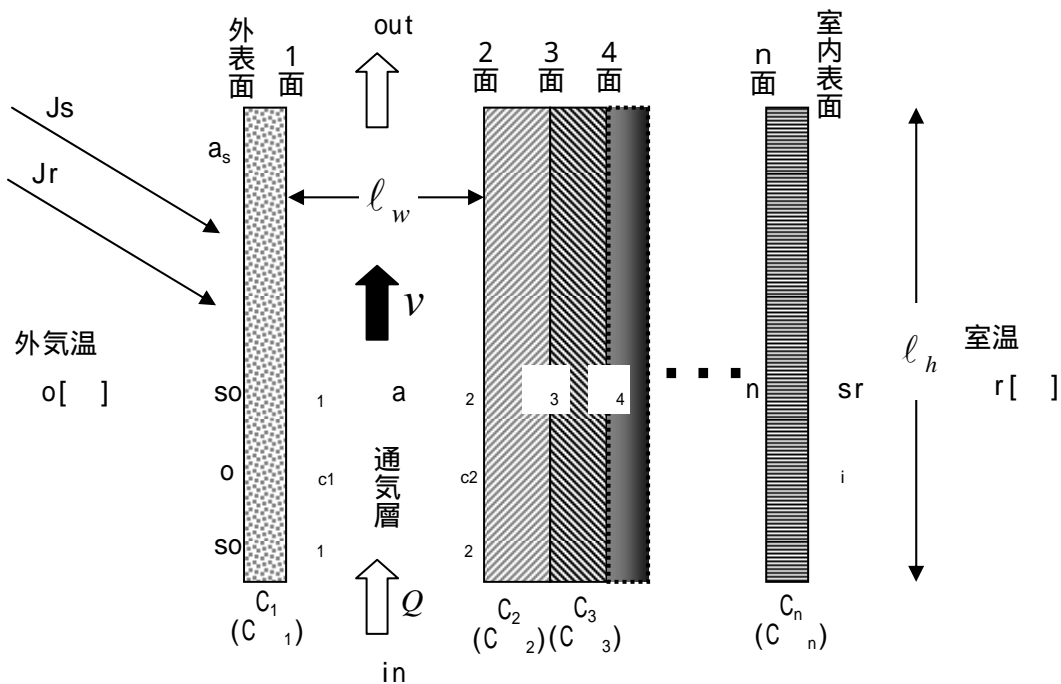 out
外表面
1面
2面
3面
4面
n面
室内表面
Js
as
Jr
ℓw
v
外気温
o[ ]
室温
r[ ]
ℓh
so
1
a
2
3
4
n
sr
o
c1
通気層
c2
i
so
1
2
Q
in
C1
(C 1)
C2
(C 2)
C3
(C 3)
Cn
(C n)